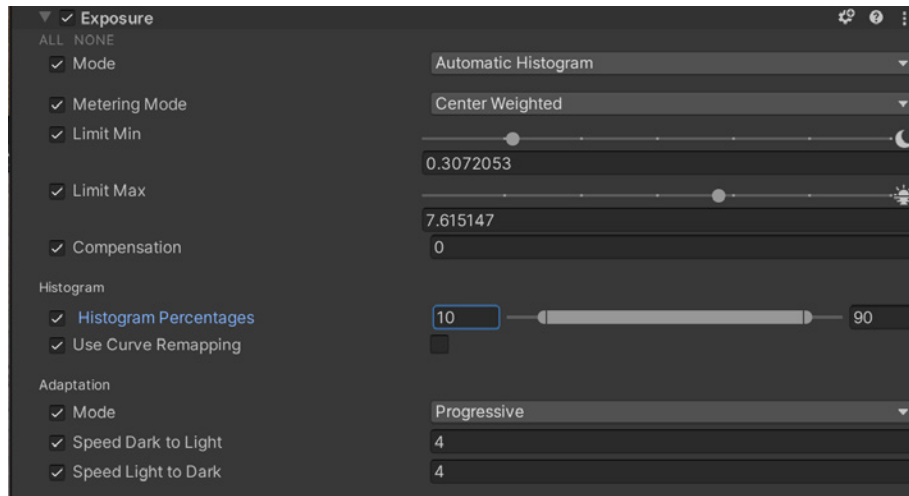 Exposure
ALL NONE
Mode Automatic Histogram
Metering Mode Center Weighted
Limit Min
0.3072053
Limit Max
7.615147
Compensation 0
Histogram
Histogram Percentages 10 90
Use Curve Remapping
Adaptation
Mode Progressive
Speed Dark to Light 4
Speed Light to Dark 4